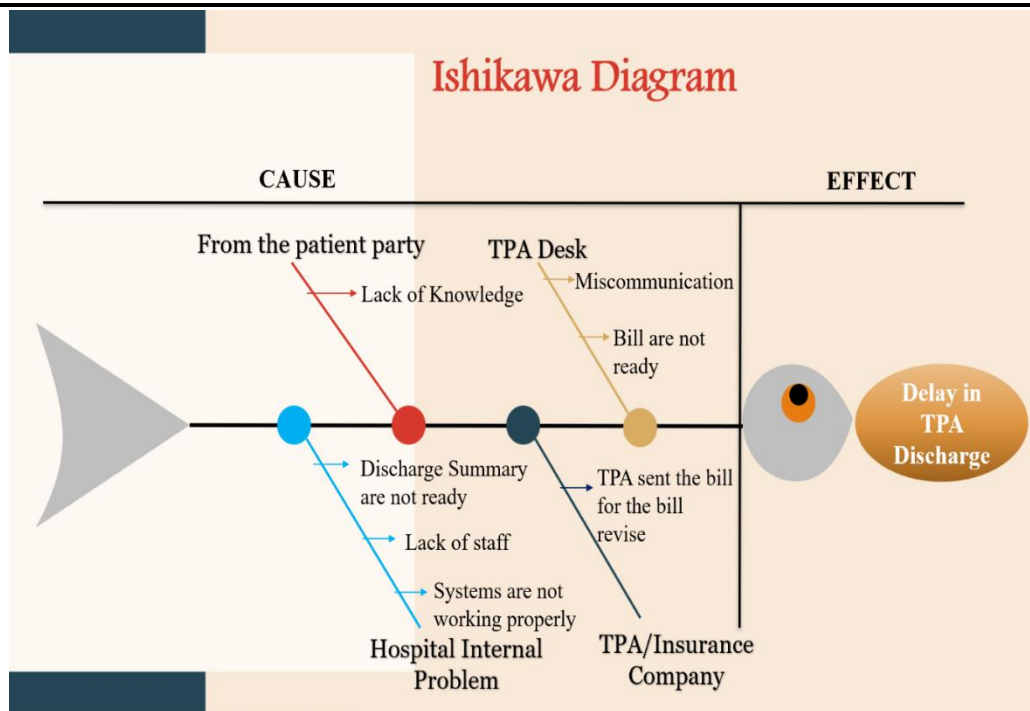 Ishikawa Diagram
CAUSE
EFFECT
From the patient party
TPA Desk
Lack of Knowledge
Miscommunication
Bill are not
ready
Delay in
TPA
Discharge
Discharge Summary
are not ready
Lack of staff
Systems are not
working properly
Hospital Internal
Problem
TPA sent the bill
for the bill
revise
TPA/Insurance
Company